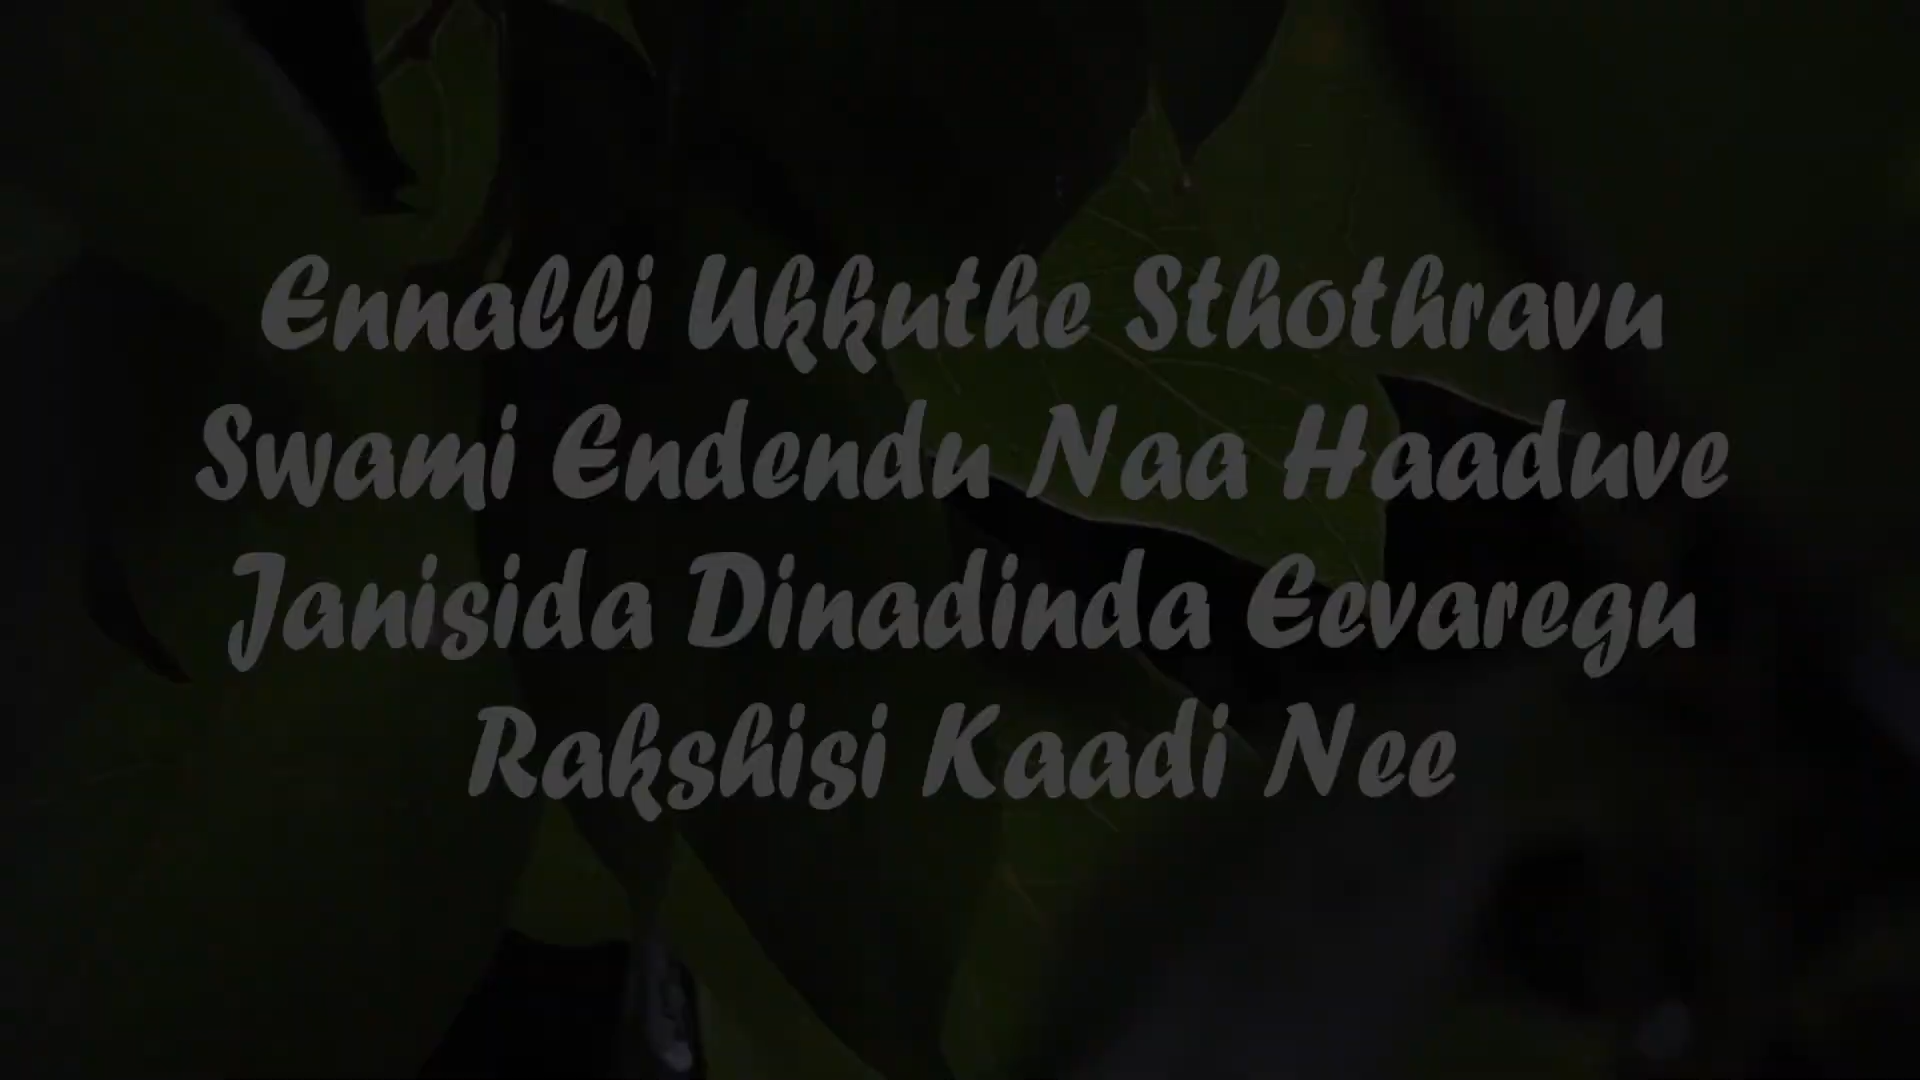 Ennalli Ukkuthe Sthothravu
Swami Endendu Naa Haaduve
Janisida Dinadinda Eevaregu
Rakshisi Kaadi Nee